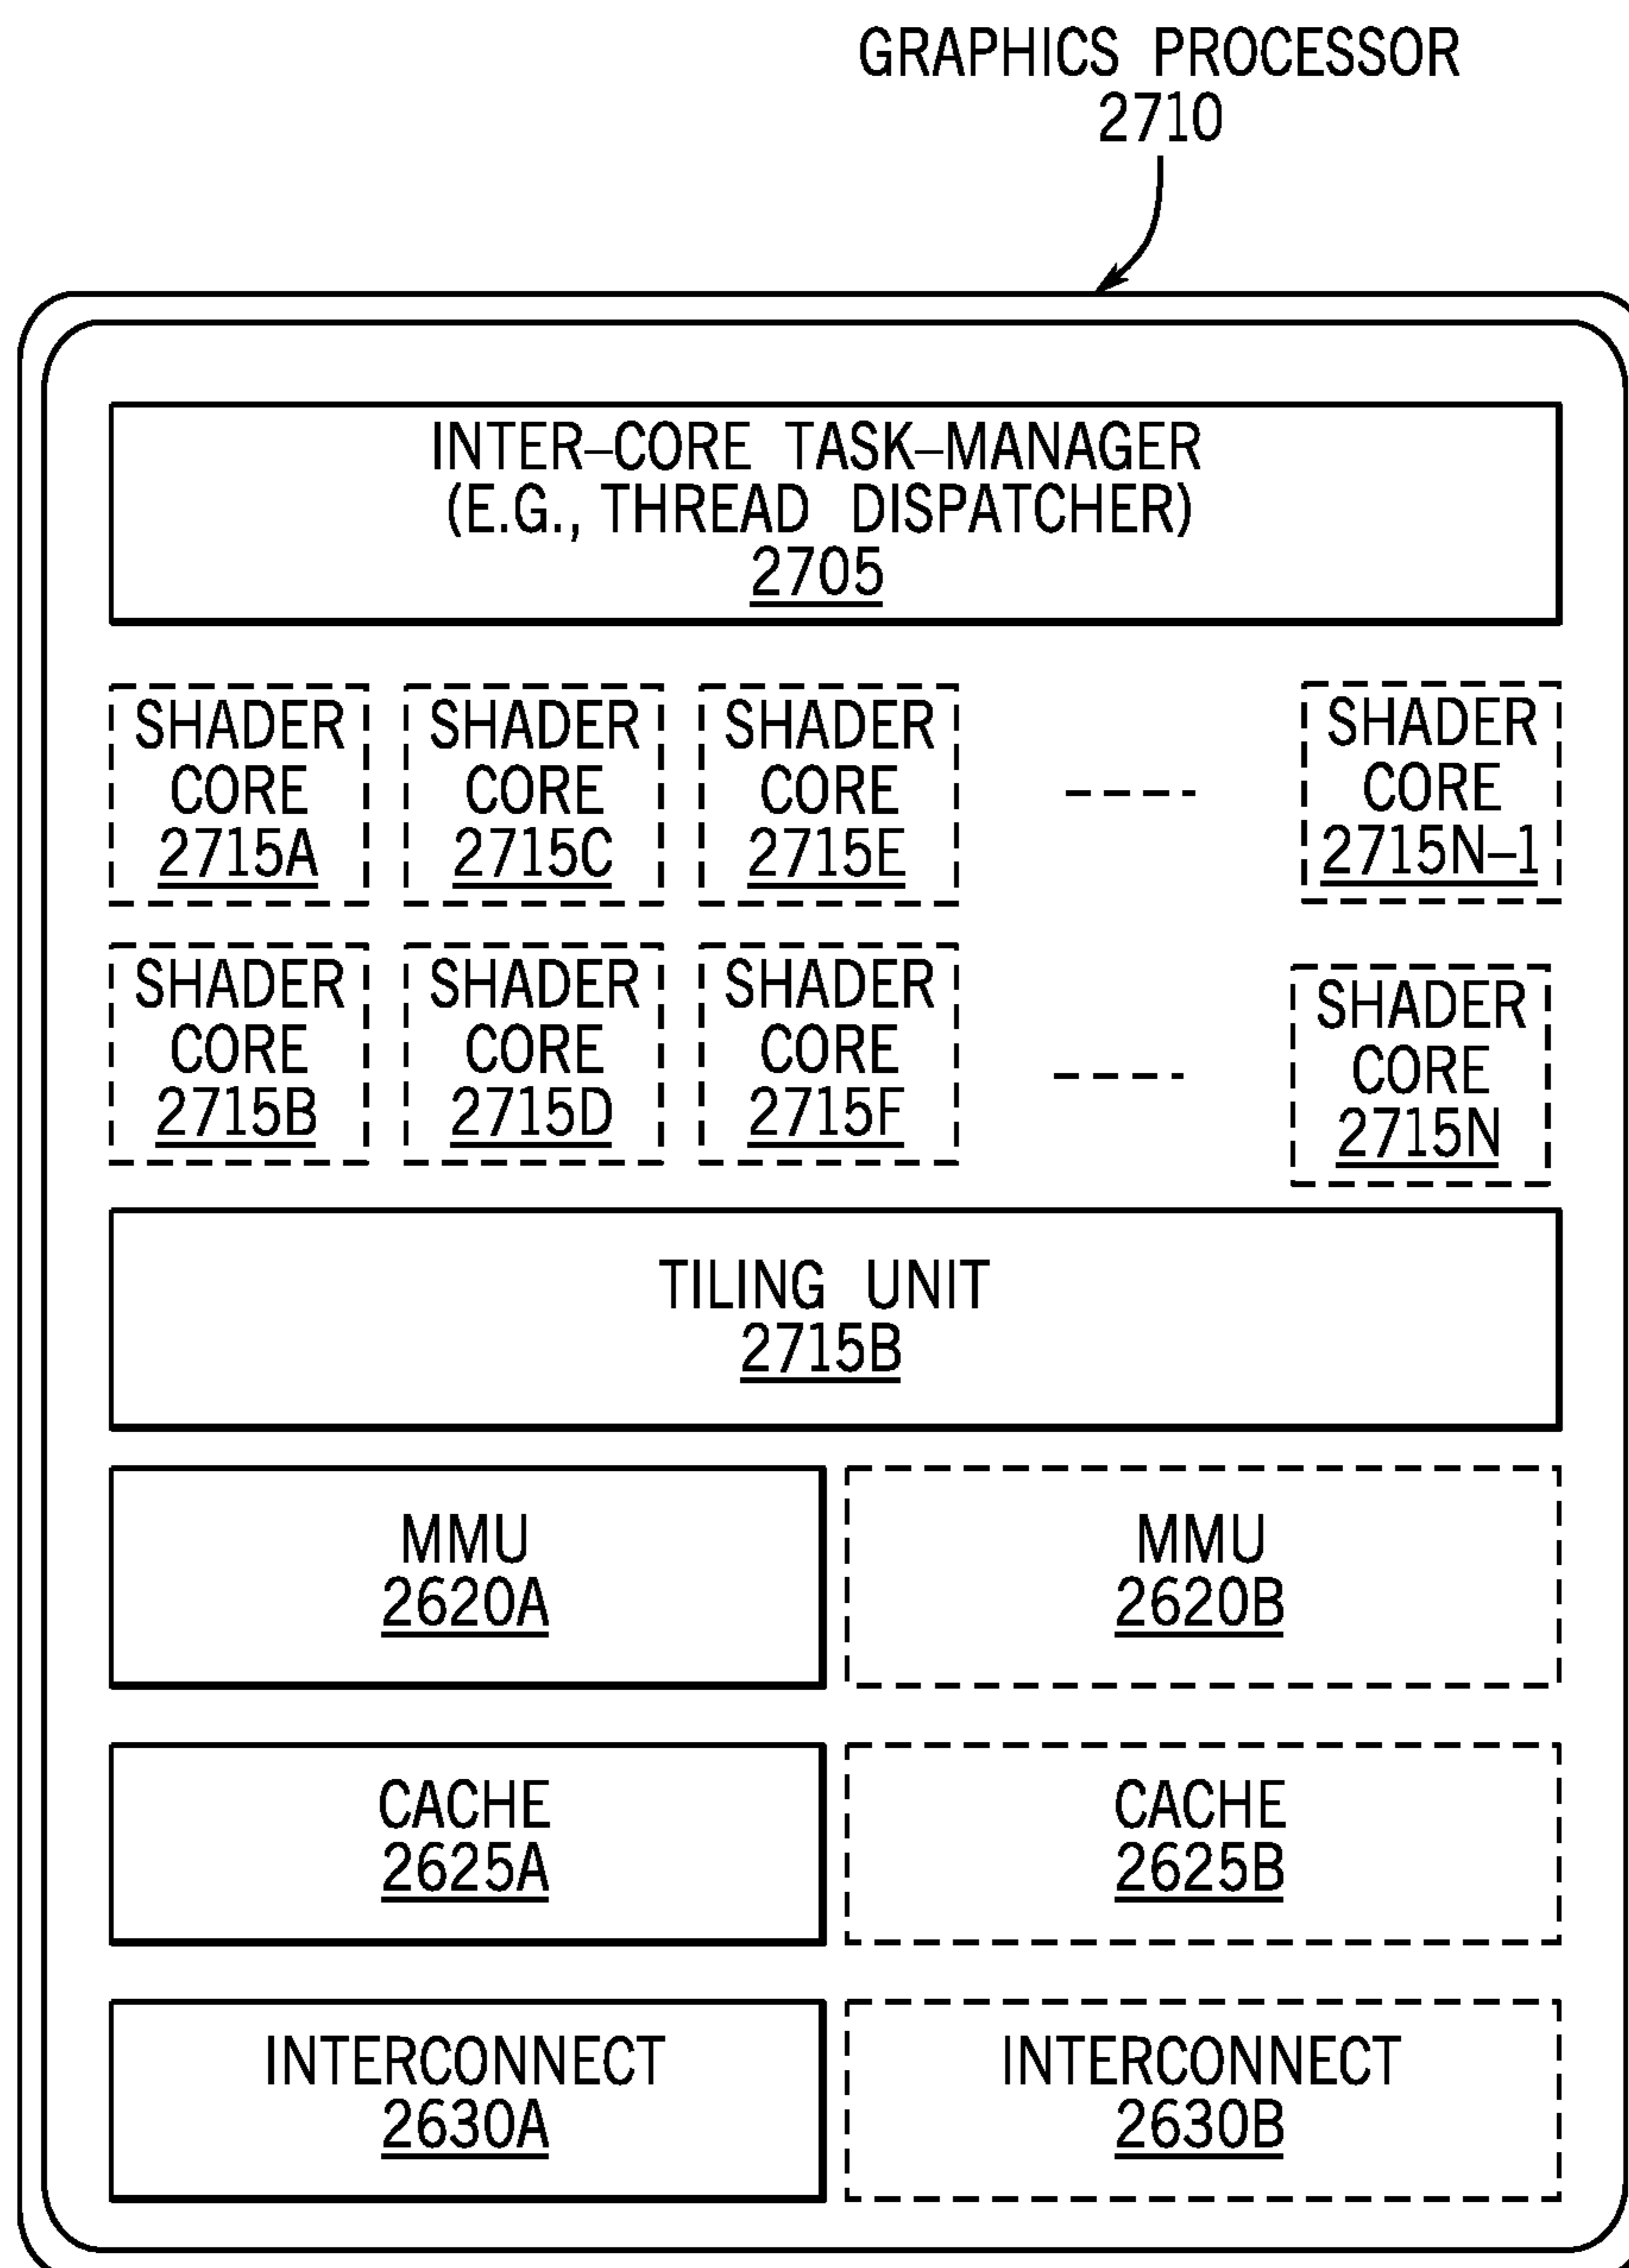 GRAPHICS PROCESSOR
2710
INTER–CORE TASK–MANAGER
(E.G., THREAD DISPATCHER)
2705
SHADER
CORE
2715A
SHADER
CORE
2715C
SHADER
CORE
2715E
SHADER
CORE
2715N–1
SHADER
CORE
2715B
SHADER
CORE
2715D
SHADER
CORE
2715F
SHADER
CORE
2715N
TILING UNIT
2715B
MMU
2620A
MMU
2620B
CACHE
2625A
CACHE
2625B
INTERCONNECT
2630A
INTERCONNECT
2630B